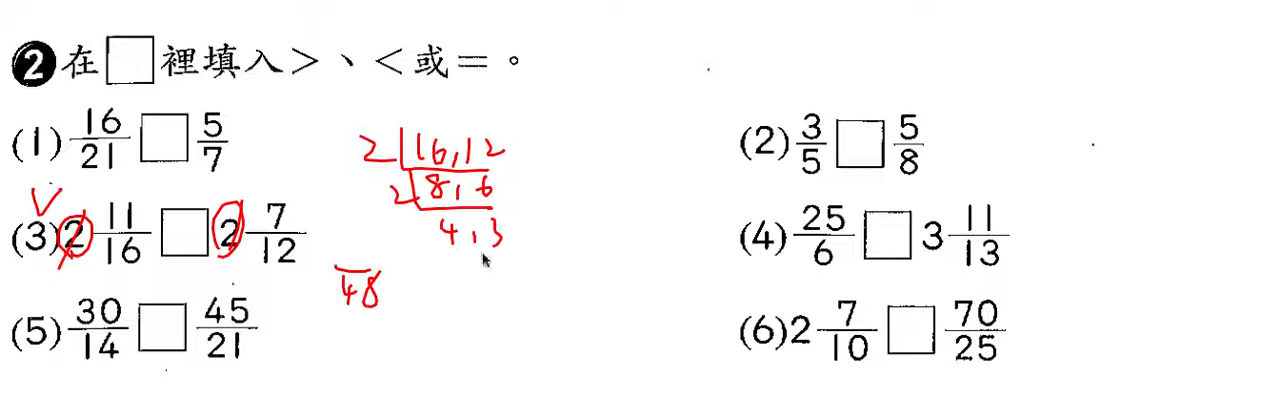 ❷在□裡填入>、<或=。
(1) 16/21 □ 5/7
2 16,12
(2) 3/5 □ 5/8
2 8,6
4,3
(3) 2 11/16 □ 2 7/12
(4) 25/6 □ 3 11/13
48
(5) 30/14 □ 45/21
(6) 2 7/10 □ 70/25